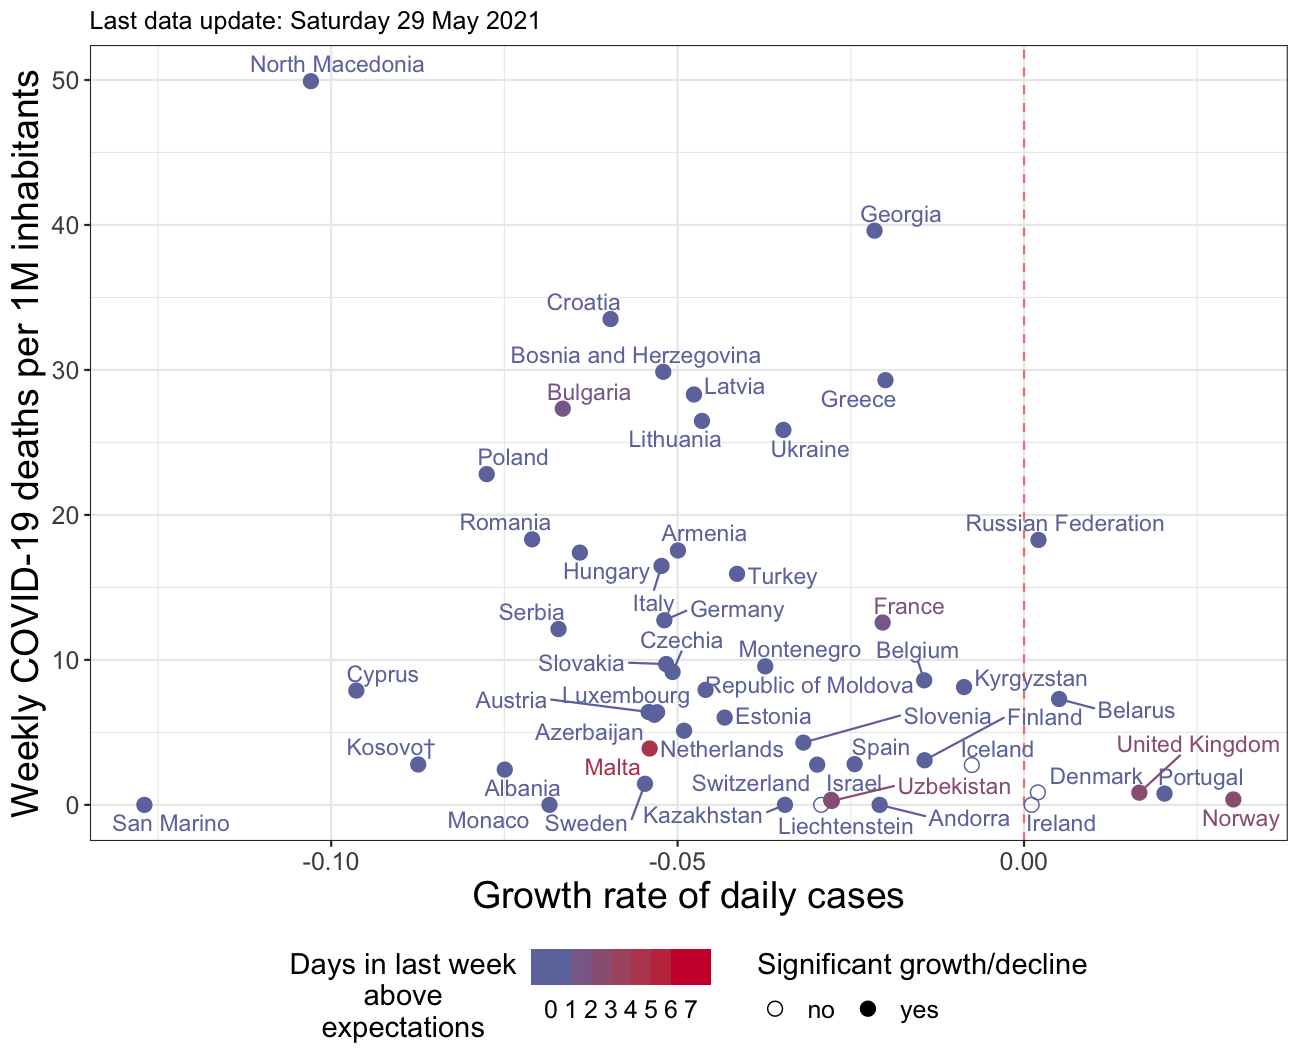 Last data update: Saturday 29 May 2021
Weekly COVID-19 deaths per 1M inhabitants
50
40
30
20
10
0
North Macedonia
Georgia
Croatia
Bosnia and Herzegovina
Latvia
Bulgaria
Greece
Lithuania
Ukraine
Poland
Romania
Russian Federation
Armenia
Hungary
Turkey
Italy
Germany
France
Serbia
Czechia
Montenegro
Belgium
Slovakia
Cyprus
Kyrgyzstan
Republic of Moldova
Luxembourg
Austria
Belarus
Estonia
Slovenia
Finland
Azerbaijan
United Kingdom
Kosovo†
Netherlands
Spain
Iceland
Malta
Denmark
Portugal
Switzerland
Israel
Uzbekistan
Albania
Kazakhstan
Norway
Andorra
Monaco
San Marino
Sweden
Liechtenstein
Ireland
-0.10
-0.05
0.00
Growth rate of daily cases
Days in last week
above
expectations
0 1 2 3 4 5 6 7
Significant growth/decline
no
yes